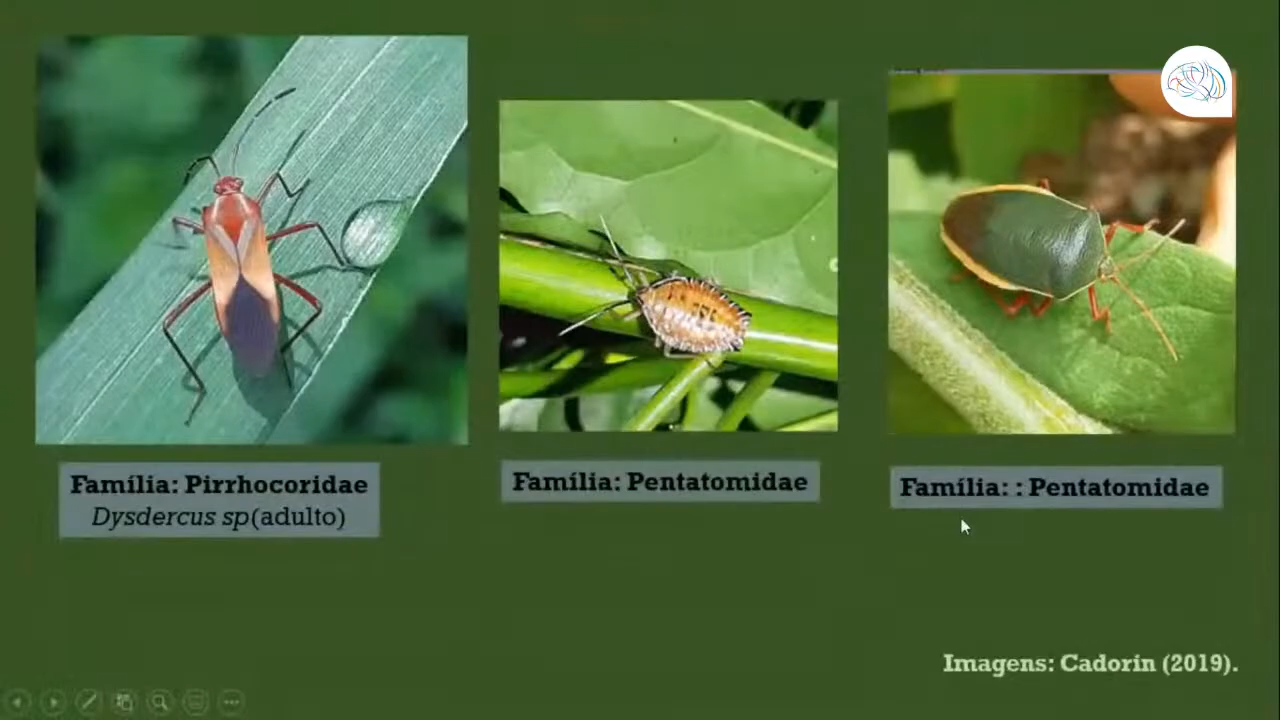 Família: Pirrhocoridae
Dysdercus sp(adulto)
Família: Pentatomidae
Família: : Pentatomidae
Imagens: Cadorin (2019).